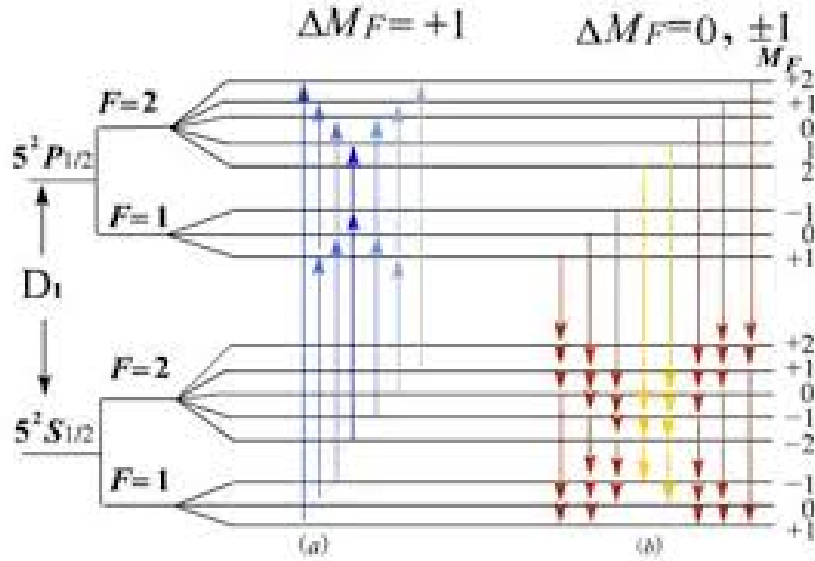 ΔM_F = +1
ΔM_F=0, ±1
M_F
F=2
+2
+1
0
1
2
5²P1/2
F=1
−1
0
+1
D1
F=2
+2
+1
0
−1
−2
5²S1/2
F=1
−1
0
+1
(a)
(b)